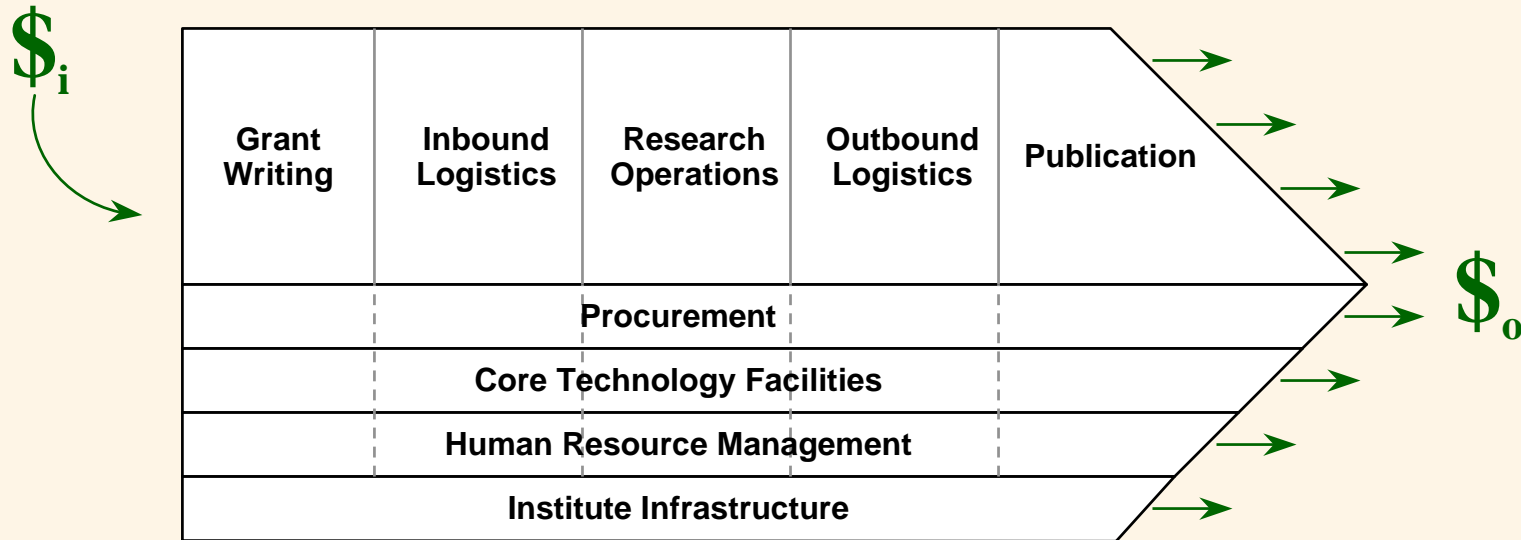 $i
Grant
Writing
Inbound
Logistics
Research
Operations
Outbound
Logistics
Publication
Procurement
Core Technology Facilities
Human Resource Management
Institute Infrastructure
$o